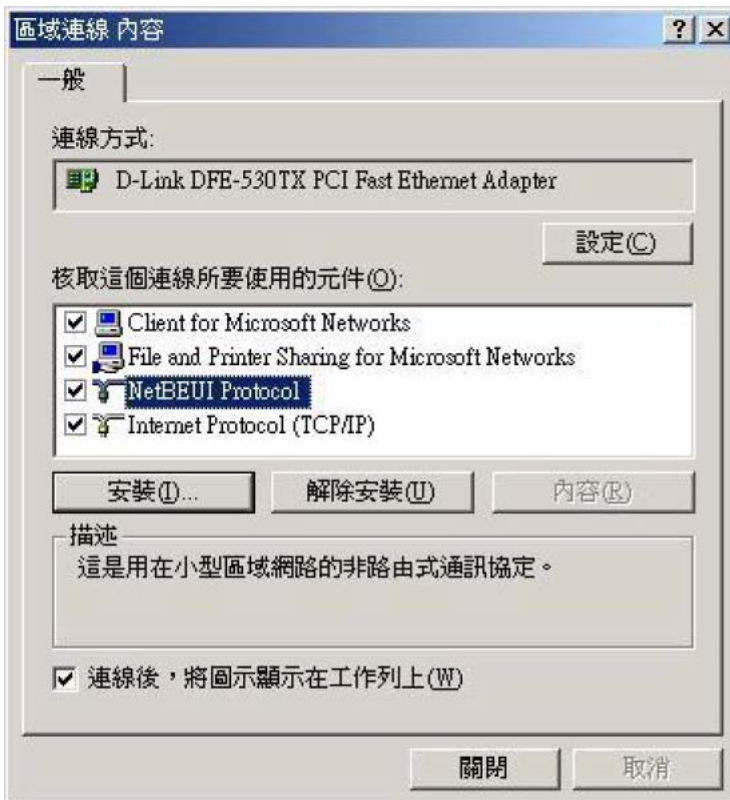 區域連線 內容
一般
連線方式:
D-Link DFE-530TX PCI Fast Ethernet Adapter
設定(C)
核取這個連線所要使用的元件(O):
Client for Microsoft Networks
File and Printer Sharing for Microsoft Networks
NetBEUI Protocol
Internet Protocol (TCP/IP)
安裝(I)... 解除安裝(U) 內容(R)
描述
這是用在小型區域網路的非路由式通訊協定。
連線後，將圖示顯示在工作列上(W)
關閉 取消